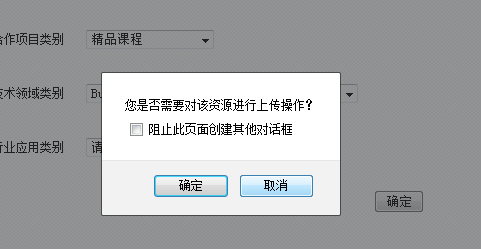 合作项目类别 精品课程
技术领域类别 Bu
您是否需要对该资源进行上传操作？
阻止此页面创建其他对话框
行业应用类别 请
确定 取消
确定